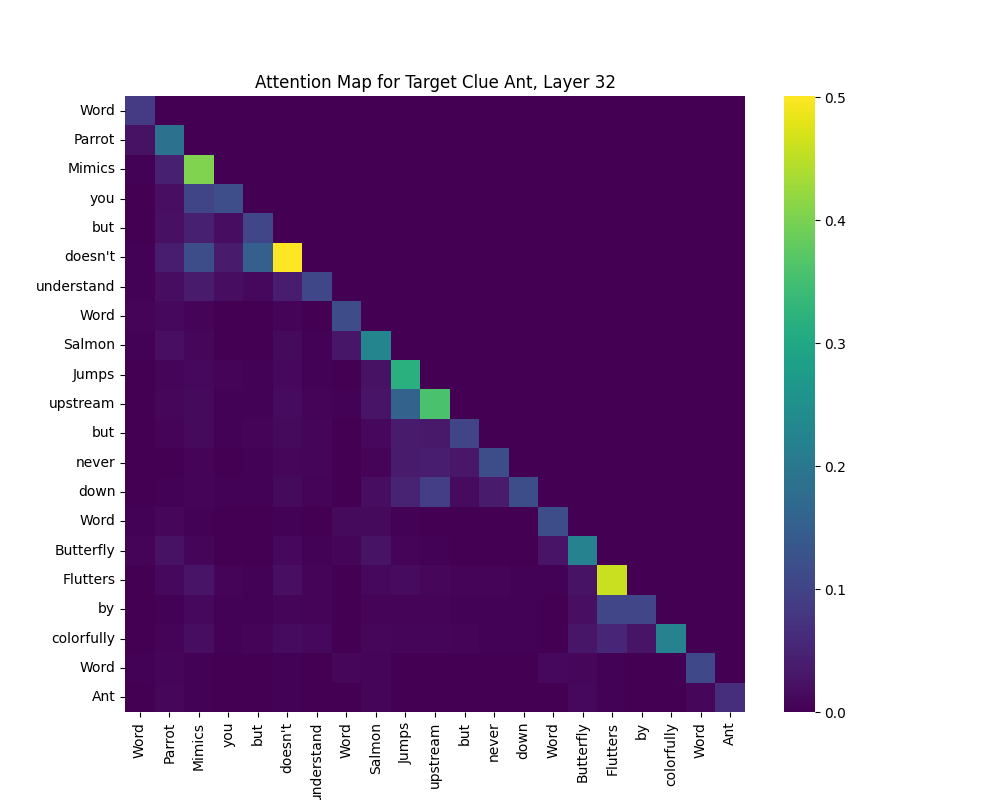 Attention Map for Target Clue Ant, Layer 32
Word
Parrot
Mimics
you
but
doesn't
understand
Word
Salmon
Jumps
upstream
but
never
down
Word
Butterfly
Flutters
by
colorfully
Word
Ant
Word
Parrot
Mimics
you
but
doesn't
understand
Word
Salmon
Jumps
upstream
but
never
down
Word
Butterfly
Flutters
by
colorfully
Word
Ant
0.5
0.4
0.3
0.2
0.1
0.0